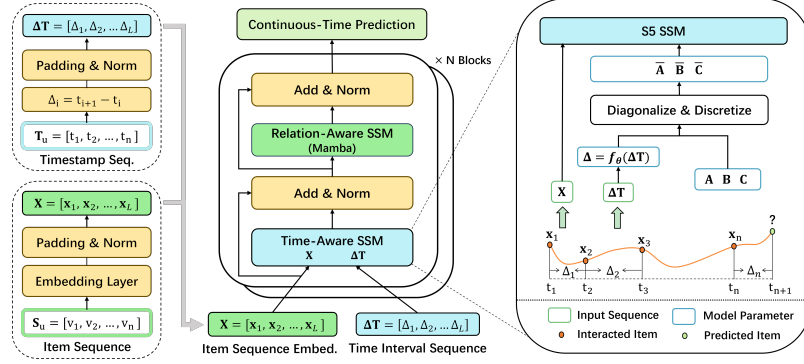 ΔT = [Δ1, Δ2, … ΔL]
Padding & Norm
Δi = ti+1 − ti
Tu = [t1, t2, …, tn]
Timestamp Seq.
X = [x1, x2, …, xL]
Padding & Norm
Embedding Layer
Su = [v1, v2, …, vn]
Item Sequence
Continuous-Time Prediction
× N Blocks
Add & Norm
Relation-Aware SSM
(Mamba)
Add & Norm
Time-Aware SSM
X ΔT
X = [x1, x2, …, xL]
Item Sequence Embed.
ΔT = [Δ1, Δ2, … ΔL]
Time Interval Sequence
S5 SSM
A̅ B̅ C̅
Diagonalize & Discretize
Δ = fθ(ΔT)
A B C
X
ΔT
x1 x2 x3 xn ?
Δ1 Δ2 Δn
t1 t2 t3 tn tn+1
Input Sequence
Model Parameter
Interacted Item
Predicted Item